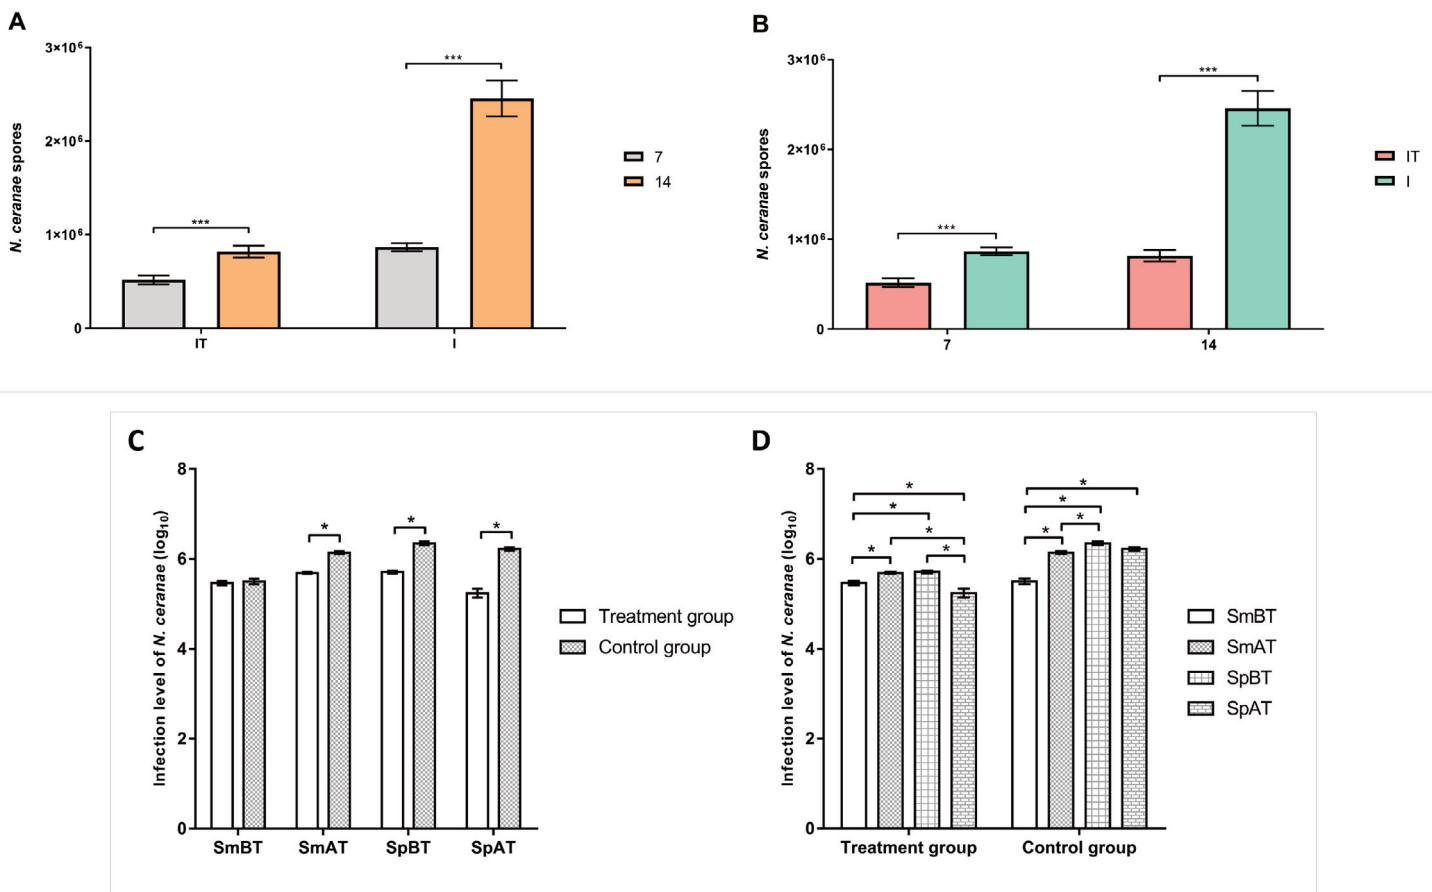 A
3×10⁶
2×10⁶
1×10⁶
0
N. ceranae spores
***
***
IT
I
7
14
B
3×10⁶
2×10⁶
1×10⁶
0
N. ceranae spores
***
***
7
14
IT
I
C
8
6
4
2
0
Infection level of N. ceranae (log₁₀)
*
*
*
SmBT
SmAT
SpBT
SpAT
Treatment group
Control group
D
8
6
4
2
0
Infection level of N. ceranae (log₁₀)
*
*
*
*
*
*
*
*
*
Treatment group
Control group
SmBT
SmAT
SpBT
SpAT